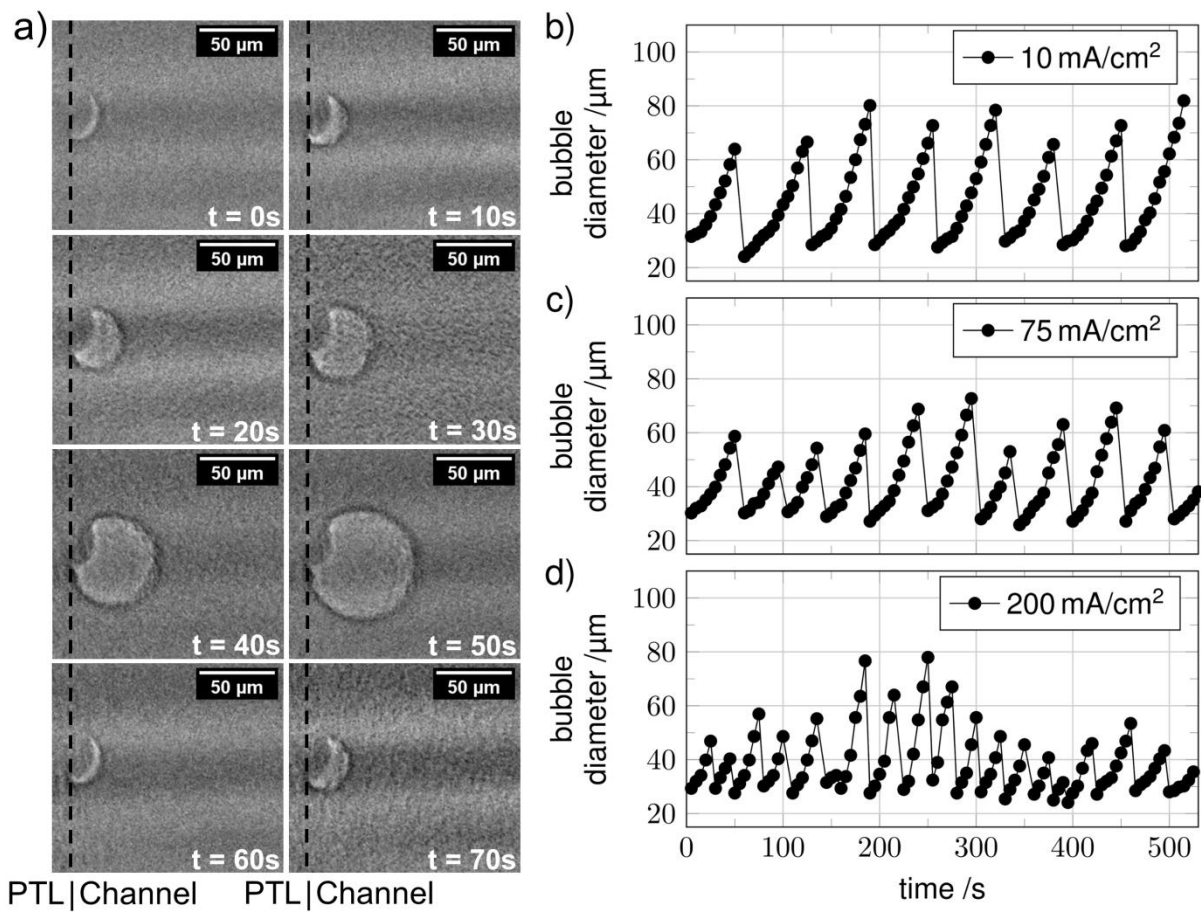 a)
50 µm
50 µm
t = 0s
t = 10s
50 µm
50 µm
t = 20s
t = 30s
50 µm
50 µm
t = 40s
t = 50s
50 µm
50 µm
t = 60s
t = 70s
PTL|Channel
PTL|Channel
b)
bubble
diameter /µm
100
80
60
40
20
10 mA/cm²
c)
bubble
diameter /µm
100
80
60
40
20
75 mA/cm²
d)
bubble
diameter /µm
100
80
60
40
20
200 mA/cm²
0
100
200
300
400
500
time /s